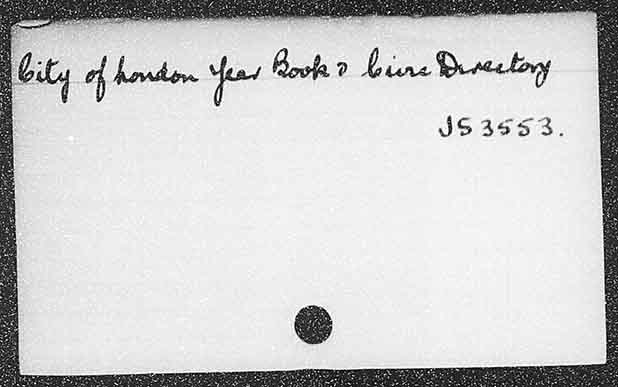 City of London Year Book & Civic Directory
JS3553.